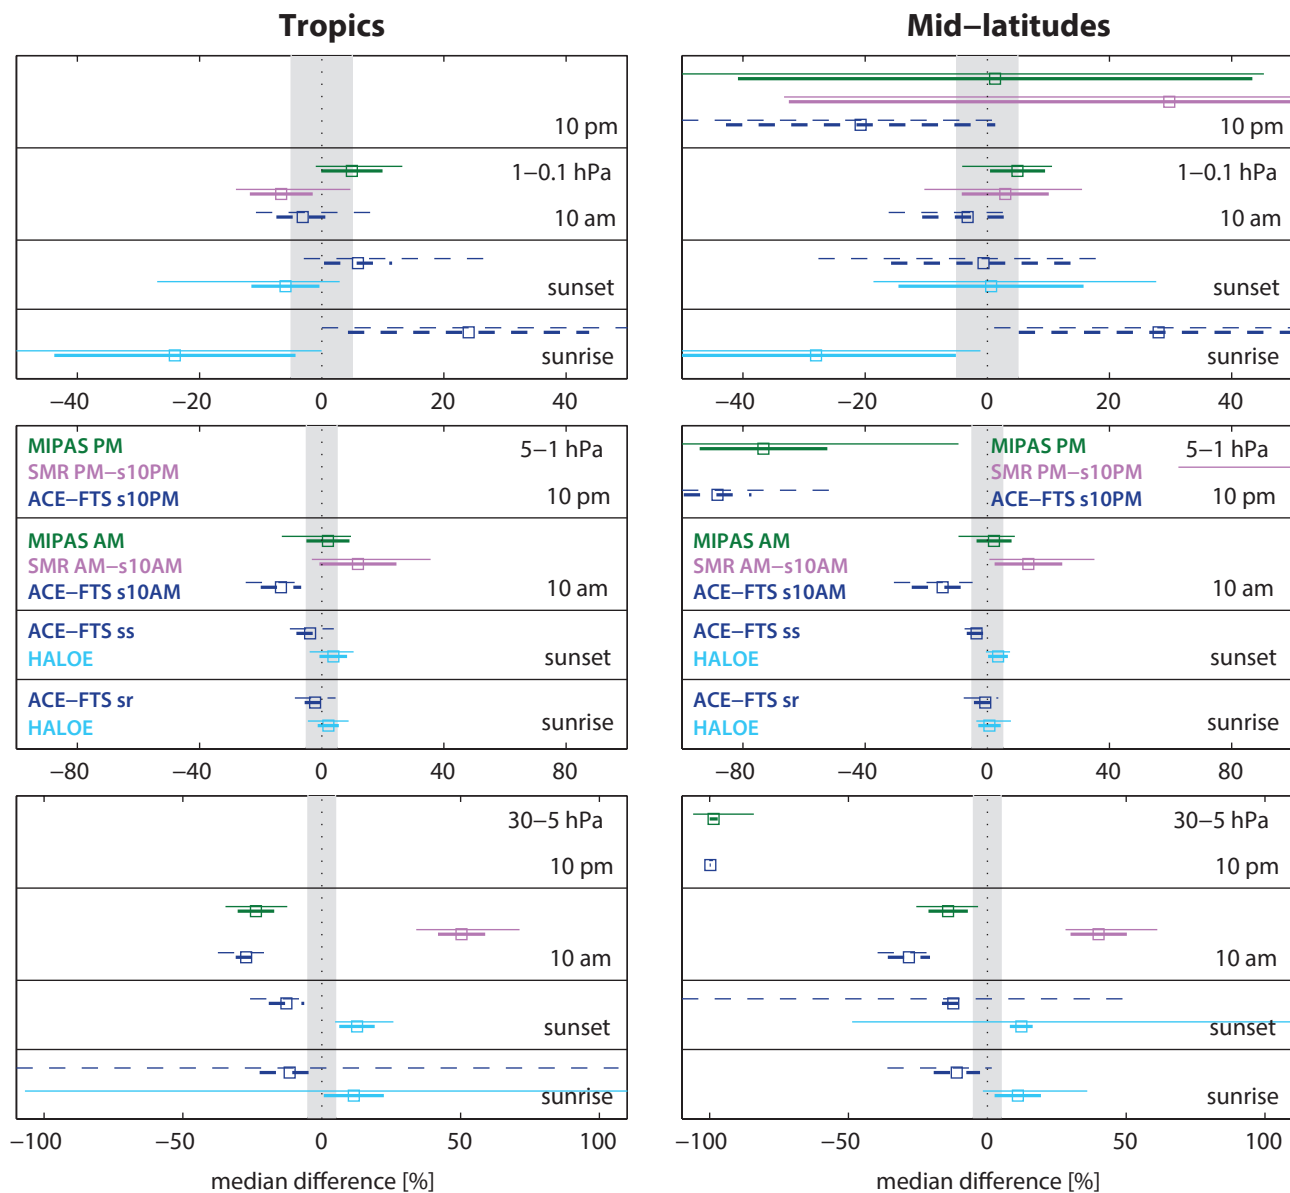 Tropics
10 pm
1−0.1 hPa
10 am
sunset
sunrise
−40 −20 0 20 40
MIPAS PM 5−1 hPa
SMR PM−s10PM
ACE−FTS s10PM 10 pm
MIPAS AM
SMR AM−s10AM
ACE−FTS s10AM 10 am
ACE−FTS ss
HALOE sunset
ACE−FTS sr
HALOE sunrise
−80 −40 0 40 80
30−5 hPa
10 pm
10 am
sunset
sunrise
−100 −50 0 50 100
median difference [%]
Mid−latitudes
10 pm
1−0.1 hPa
10 am
sunset
sunrise
−40 −20 0 20 40
MIPAS PM 5−1 hPa
SMR PM−s10PM
ACE−FTS s10PM 10 pm
MIPAS AM
SMR AM−s10AM
ACE−FTS s10AM 10 am
ACE−FTS ss
HALOE sunset
ACE−FTS sr
HALOE sunrise
−80 −40 0 40 80
30−5 hPa
10 pm
10 am
sunset
sunrise
−100 −50 0 50 100
median difference [%]